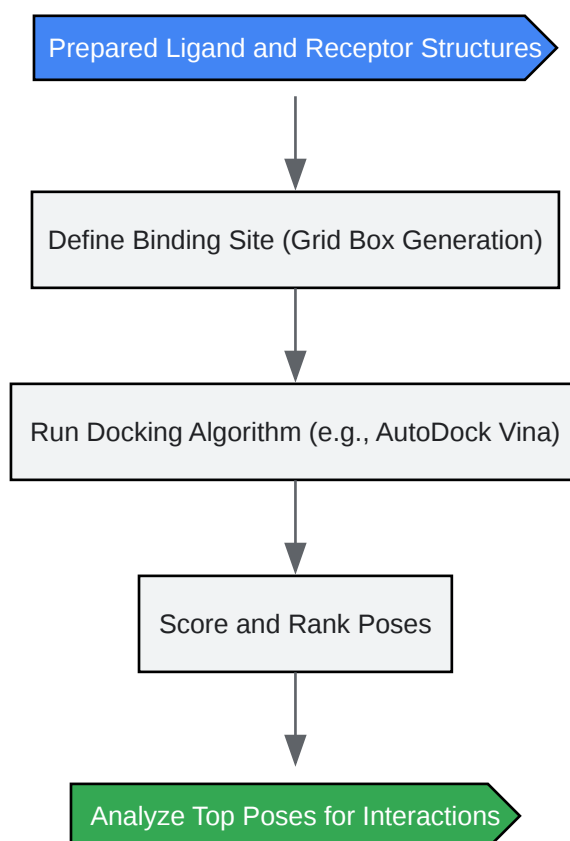 Prepared Ligand and Receptor Structures
Define Binding Site (Grid Box Generation)
Run Docking Algorithm (e.g., AutoDock Vina)
Score and Rank Poses
Analyze Top Poses for Interactions